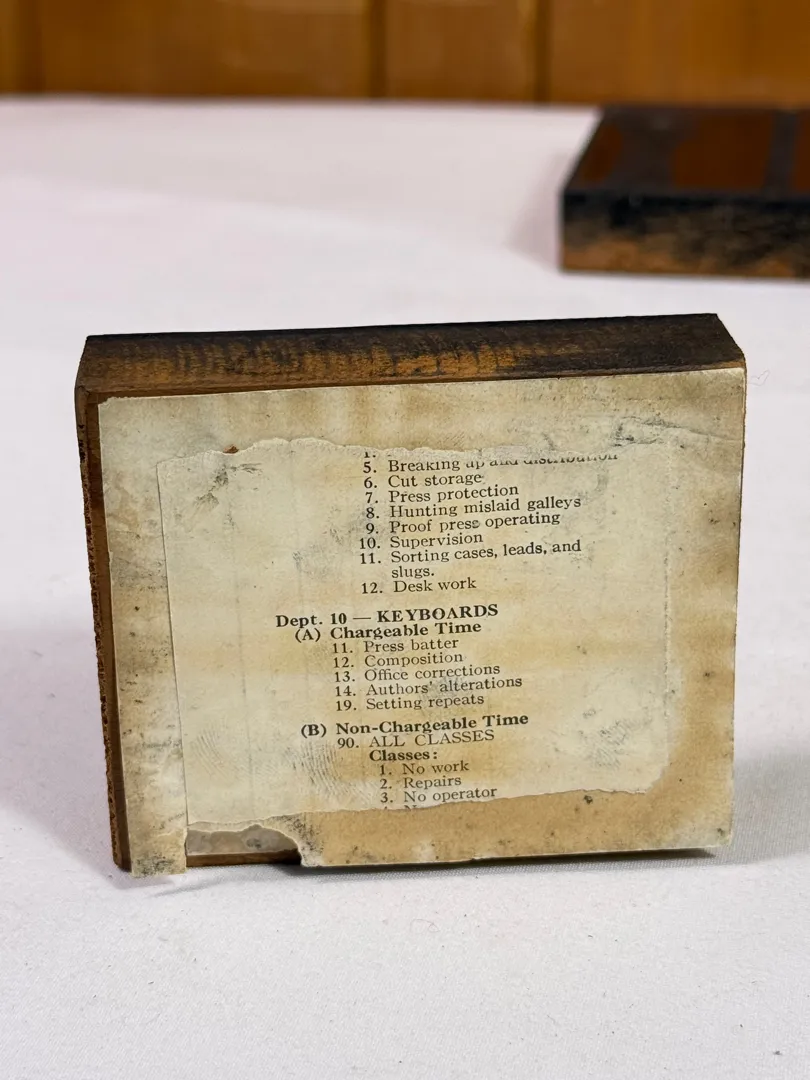 5. Breaking up and distribution
6. Cut storage
7. Press protection
8. Hunting mislaid galleys
9. Proof press operating
10. Supervision
11. Sorting cases, leads, and
slugs.
12. Desk work
Dept. 10 — KEYBOARDS
(A) Chargeable Time
11. Press batter
12. Composition
13. Office corrections
14. Authors' alterations
19. Setting repeats
(B) Non-Chargeable Time
90. ALL CLASSES
Classes:
1. No work
2. Repairs
3. No operator